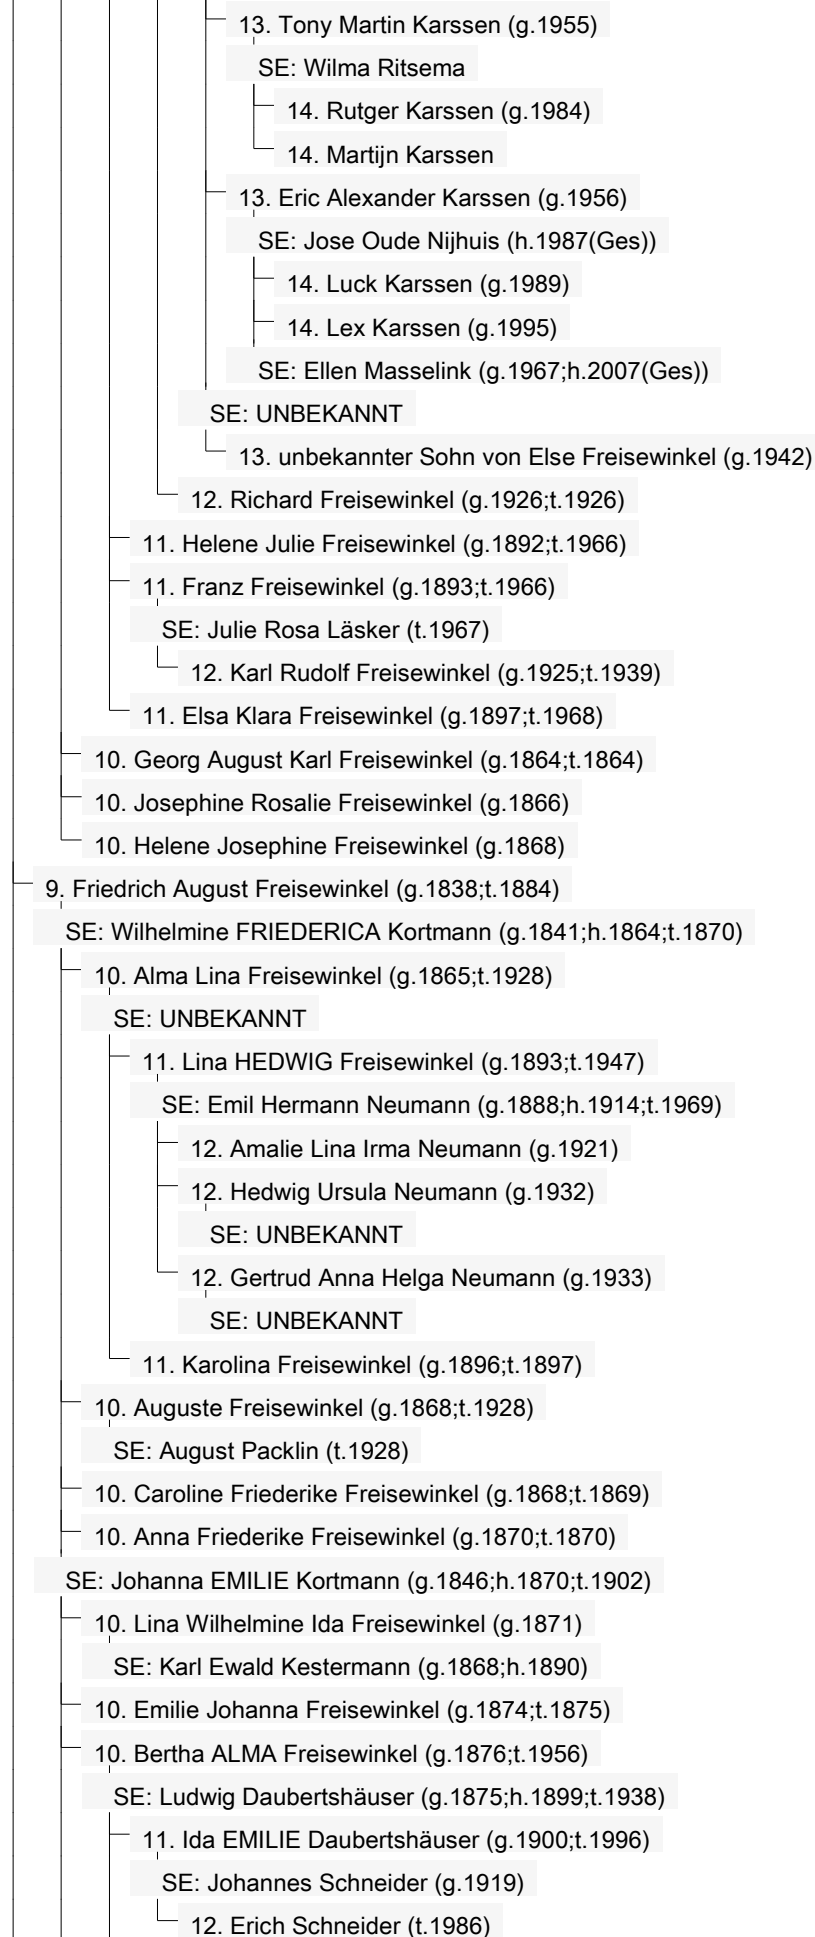 13. Tony Martin Karssen (g.1955)
SE: Wilma Ritsema
14. Rutger Karssen (g.1984)
14. Martijn Karssen
13. Eric Alexander Karssen (g.1956)
SE: Jose Oude Nijhuis (h.1987(Ges))
14. Luck Karssen (g.1989)
14. Lex Karssen (g.1995)
SE: Ellen Masselink (g.1967;h.2007(Ges))
SE: UNBEKANNT
13. unbekannter Sohn von Else Freisewinkel (g.1942)
12. Richard Freisewinkel (g.1926;t.1926)
11. Helene Julie Freisewinkel (g.1892;t.1966)
11. Franz Freisewinkel (g.1893;t.1966)
SE: Julie Rosa Läsker (t.1967)
12. Karl Rudolf Freisewinkel (g.1925;t.1939)
11. Elsa Klara Freisewinkel (g.1897;t.1968)
10. Georg August Karl Freisewinkel (g.1864;t.1864)
10. Josephine Rosalie Freisewinkel (g.1866)
10. Helene Josephine Freisewinkel (g.1868)
9. Friedrich August Freisewinkel (g.1838;t.1884)
SE: Wilhelmine FRIEDERICA Kortmann (g.1841;h.1864;t.1870)
10. Alma Lina Freisewinkel (g.1865;t.1928)
SE: UNBEKANNT
11. Lina HEDWIG Freisewinkel (g.1893;t.1947)
SE: Emil Hermann Neumann (g.1888;h.1914;t.1969)
12. Amalie Lina Irma Neumann (g.1921)
12. Hedwig Ursula Neumann (g.1932)
SE: UNBEKANNT
12. Gertrud Anna Helga Neumann (g.1933)
SE: UNBEKANNT
11. Karolina Freisewinkel (g.1896;t.1897)
10. Auguste Freisewinkel (g.1868;t.1928)
SE: August Packlin (t.1928)
10. Caroline Friederike Freisewinkel (g.1868;t.1869)
10. Anna Friederike Freisewinkel (g.1870;t.1870)
SE: Johanna EMILIE Kortmann (g.1846;h.1870;t.1902)
10. Lina Wilhelmine Ida Freisewinkel (g.1871)
SE: Karl Ewald Kestermann (g.1868;h.1890)
10. Emilie Johanna Freisewinkel (g.1874;t.1875)
10. Bertha ALMA Freisewinkel (g.1876;t.1956)
SE: Ludwig Daubertshäuser (g.1875;h.1899;t.1938)
11. Ida EMILIE Daubertshäuser (g.1900;t.1996)
SE: Johannes Schneider (g.1919)
12. Erich Schneider (t.1986)